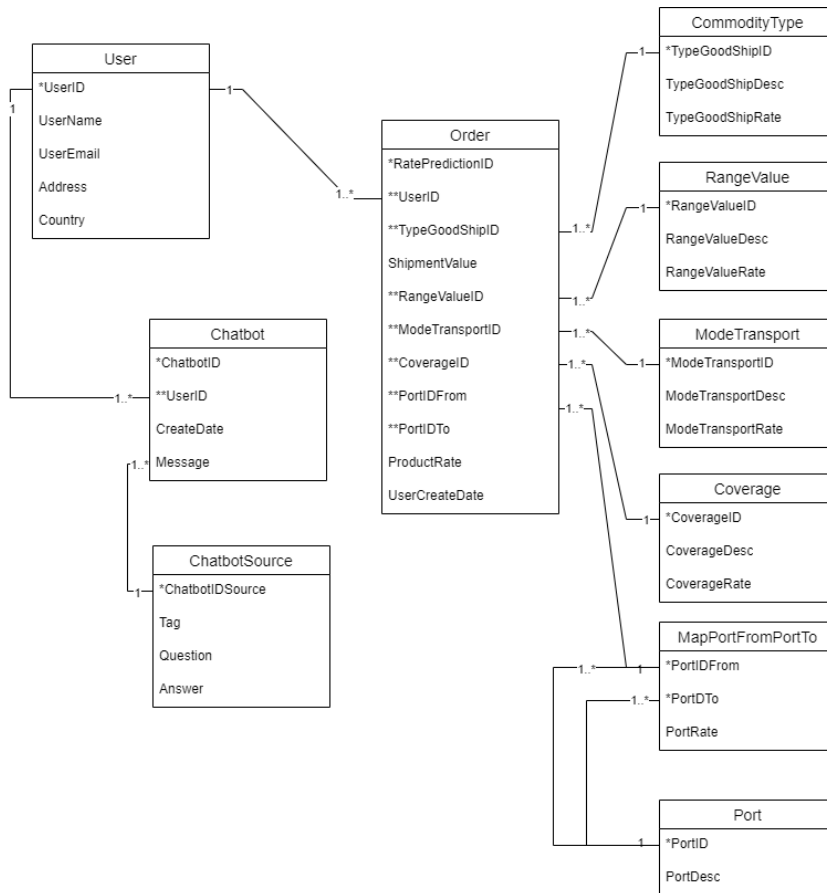 User
*UserID
UserName
UserEmail
Address
Country
1
1
1..*
Order
*RatePredictionID
**UserID
**TypeGoodShipID
ShipmentValue
**RangeValueID
**ModeTransportID
**CoverageID
**PortIDFrom
**PortIDTo
ProductRate
UserCreateDate
1..*
1..*
1..*
1..*
1..*
Chatbot
*ChatbotID
**UserID
CreateDate
Message
1..*
1..*
ChatbotSource
*ChatbotIDSource
Tag
Question
Answer
1
CommodityType
*TypeGoodShipID
TypeGoodShipDesc
TypeGoodShipRate
1
RangeValue
*RangeValueID
RangeValueDesc
RangeValueRate
1
ModeTransport
*ModeTransportID
ModeTransportDesc
ModeTransportRate
1
Coverage
*CoverageID
CoverageDesc
CoverageRate
1
MapPortFromPortTo
*PortIDFrom
*PortDTo
PortRate
1..*
1
1..*
Port
*PortID
PortDesc
1